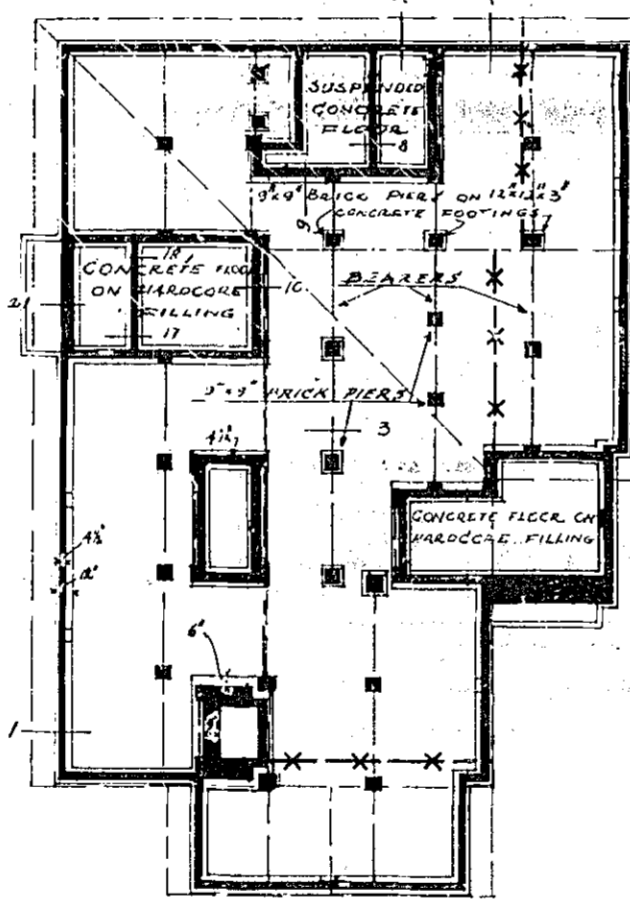 SUSPENDED
CONCRETE
FLOOR
8
9"x9" BRICK PIERS ON 12"x12"x3"
CONCRETE FOOTINGS
9
18
CONCRETE FLOOR
ON HARDCORE
FILLING
16
17
21
BEARERS
9"x9" BRICK PIERS
3
4½"
CONCRETE FLOOR ON
HARDCORE FILLING
4½"
12"
6"
1